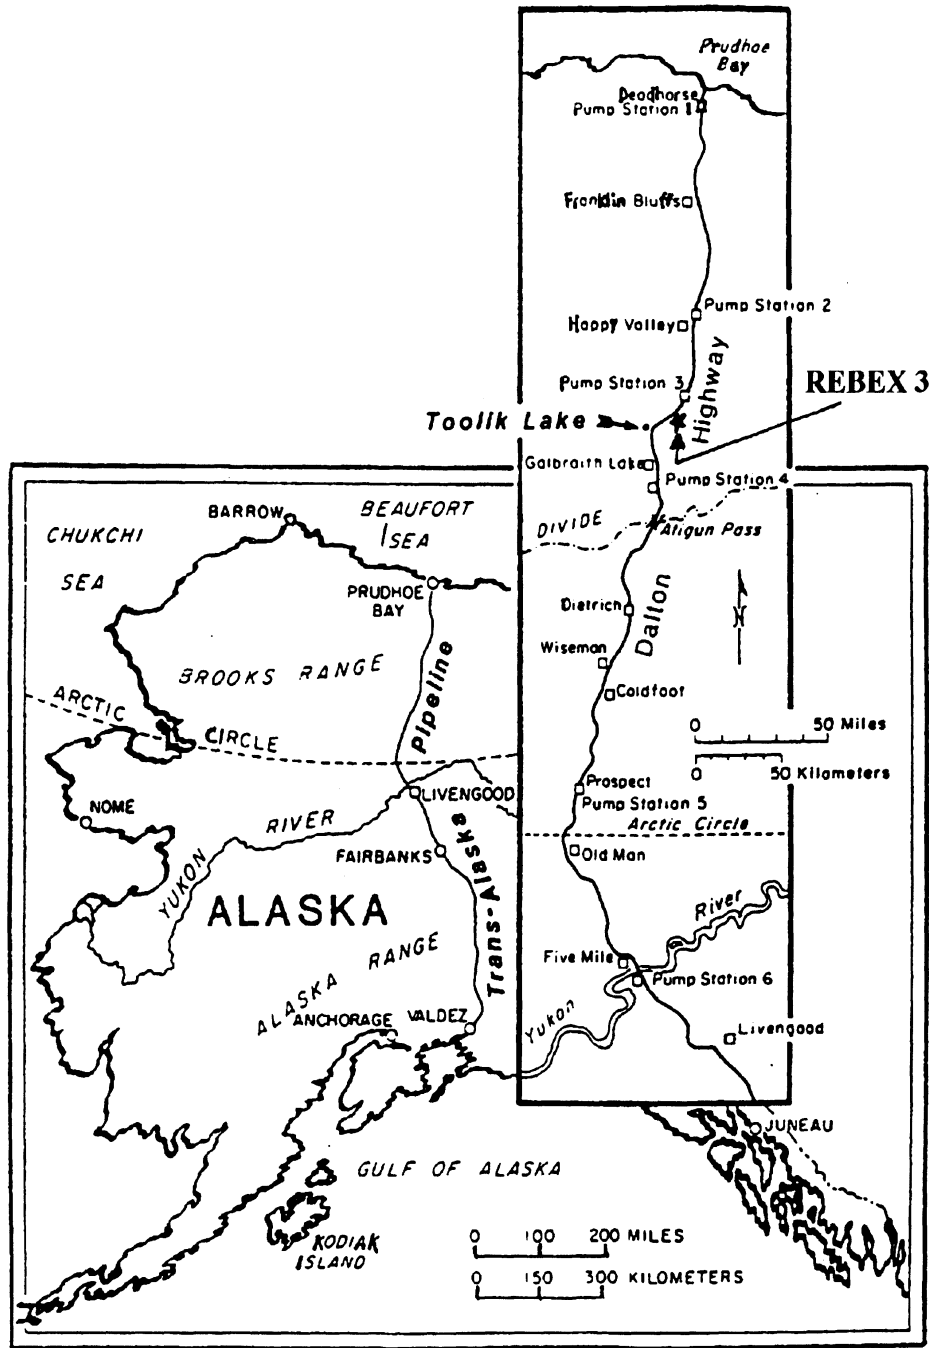 Prudhoe
Bay
Deadhorse
Pump Station 1
Franklin Bluffs
Pump Station 2
Happy Valley
Pump Station 3
Highway
REBEX 3
Toolik Lake
Galbraith Lake
Pump Station 4
DIVIDE
Atigun Pass
Dietrich
Dalton
N
Wiseman
Coldfoot
0 50 Miles
0 50 Kilometers
Prospect
Pump Station 5
Arctic Circle
Old Man
River
Five Mile
Pump Station 6
Yukon
Livengood
BARROW
BEAUFORT
SEA
CHUKCHI
SEA
PRUDHOE
BAY
BROOKS RANGE
Pipeline
ARCTIC
CIRCLE
LIVENGOOD
NOME
RIVER
YUKON
FAIRBANKS
Trans-Alaska
ALASKA
ALASKA RANGE
ANCHORAGE
VALDEZ
JUNEAU
GULF OF ALASKA
KODIAK
ISLAND
0 100 200 MILES
0 150 300 KILOMETERS